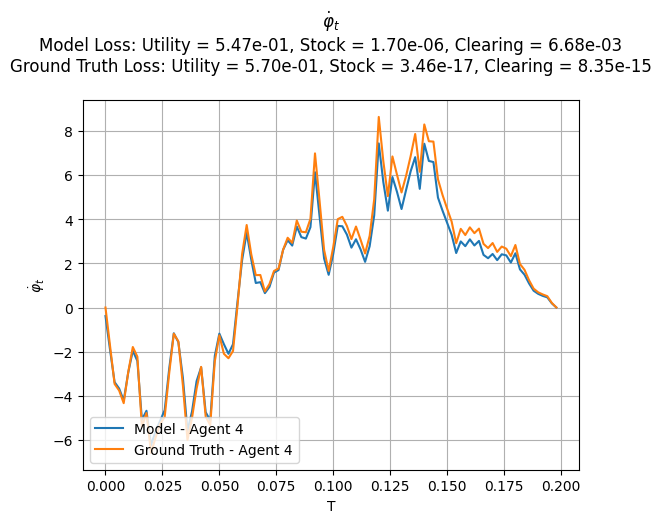 φ̇ₜ
Model Loss: Utility = 5.47e-01, Stock = 1.70e-06, Clearing = 6.68e-03
Ground Truth Loss: Utility = 5.70e-01, Stock = 3.46e-17, Clearing = 8.35e-15
φ̇ₜ
8
6
4
2
0
−2
−4
−6
Model - Agent 4
Ground Truth - Agent 4
0.000 0.025 0.050 0.075 0.100 0.125 0.150 0.175 0.200
T